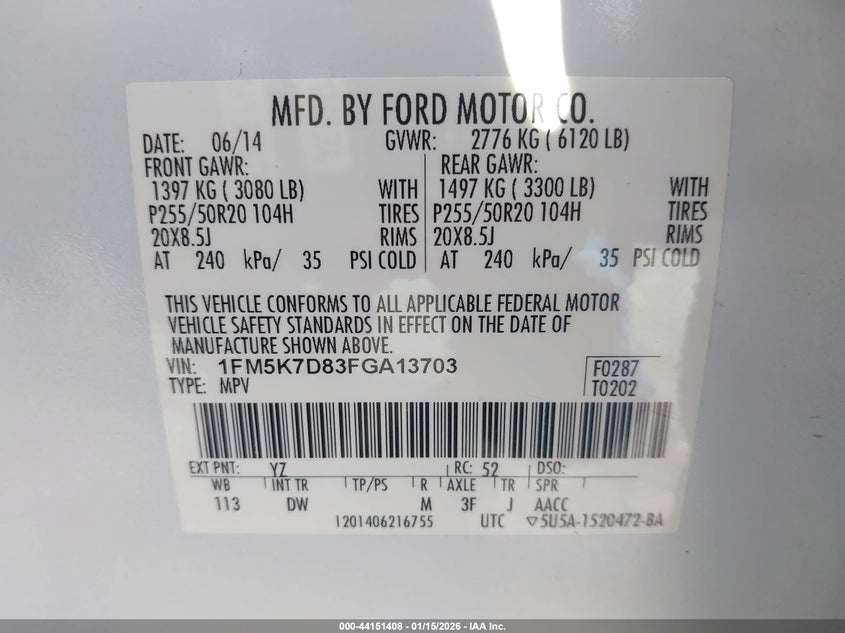 MFD. BY FORD MOTOR CO.
DATE: 06/14 GVWR: 2776 KG ( 6120 LB)
FRONT GAWR: REAR GAWR:
1397 KG ( 3080 LB) WITH 1497 KG ( 3300 LB) WITH
P255/50R20 104H TIRES P255/50R20 104H TIRES
20X8.5J RIMS 20X8.5J RIMS
AT 240 kPa/ 35 PSI COLD AT 240 kPa/ 35 PSI COLD
THIS VEHICLE CONFORMS TO ALL APPLICABLE FEDERAL MOTOR
VEHICLE SAFETY STANDARDS IN EFFECT ON THE DATE OF
MANUFACTURE SHOWN ABOVE.
VIN: 1FM5K7D83FGA13703 F0287
TYPE: MPV T0202
EXT PNT: YZ RC: 52 DSO:
WB INT TR TP/PS R AXLE TR SPR
113 DW M 3F J AACC
1201406216755 UTC ▽5U5A-1520472-BA
000-44151408 - 01/15/2026 - IAA Inc.